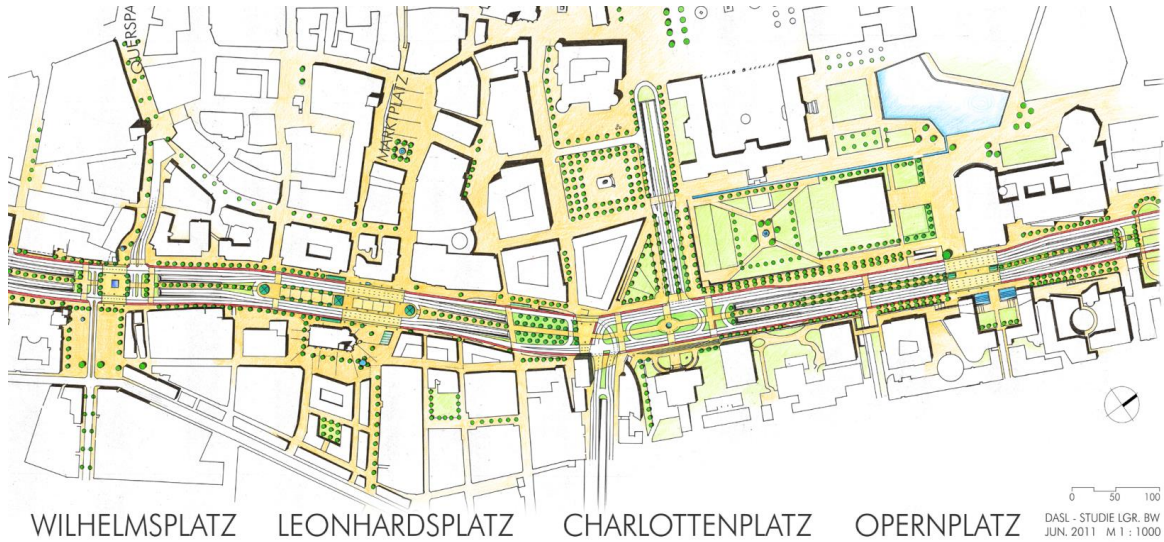 QUERSPA
MARKTPLATZ
0 50 100
WILHELMSPLATZ LEONHARDSPLATZ CHARLOTTENPLATZ OPERNPLATZ
DASL - STUDIE LGR. BW
JUN. 2011 M 1 : 1000